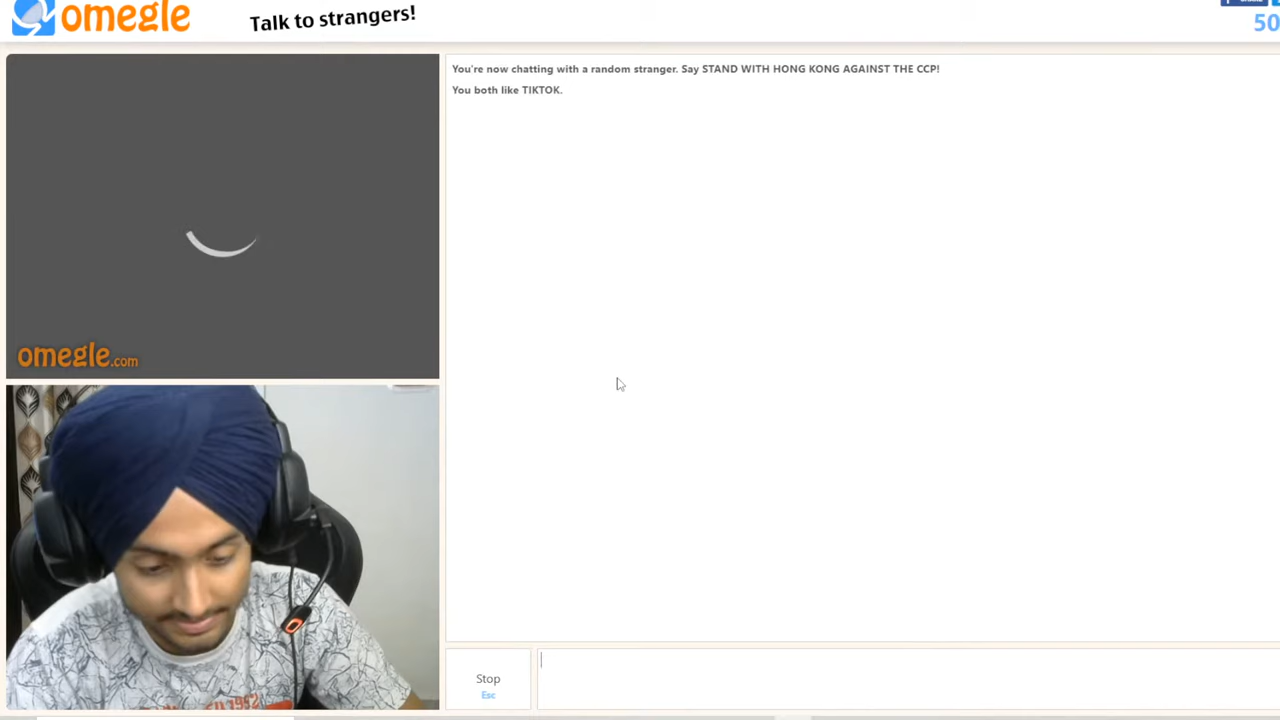 omegle
Talk to strangers!
50
You're now chatting with a random stranger. Say STAND WITH HONG KONG AGAINST THE CCP!
You both like TIKTOK.
omegle.com
Stop
Esc